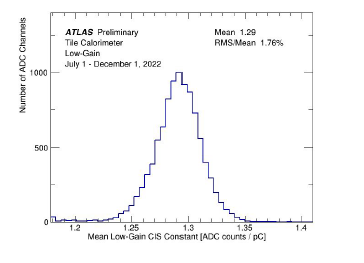 ATLAS Preliminary
Tile Calorimeter
Low-Gain
July 1 - December 1, 2022
Mean 1.29
RMS/Mean 1.76%
Number of ADC Channels
1000
500
0
1.2 1.25 1.3 1.35 1.4
Mean Low-Gain CIS Constant [ADC counts / pC]